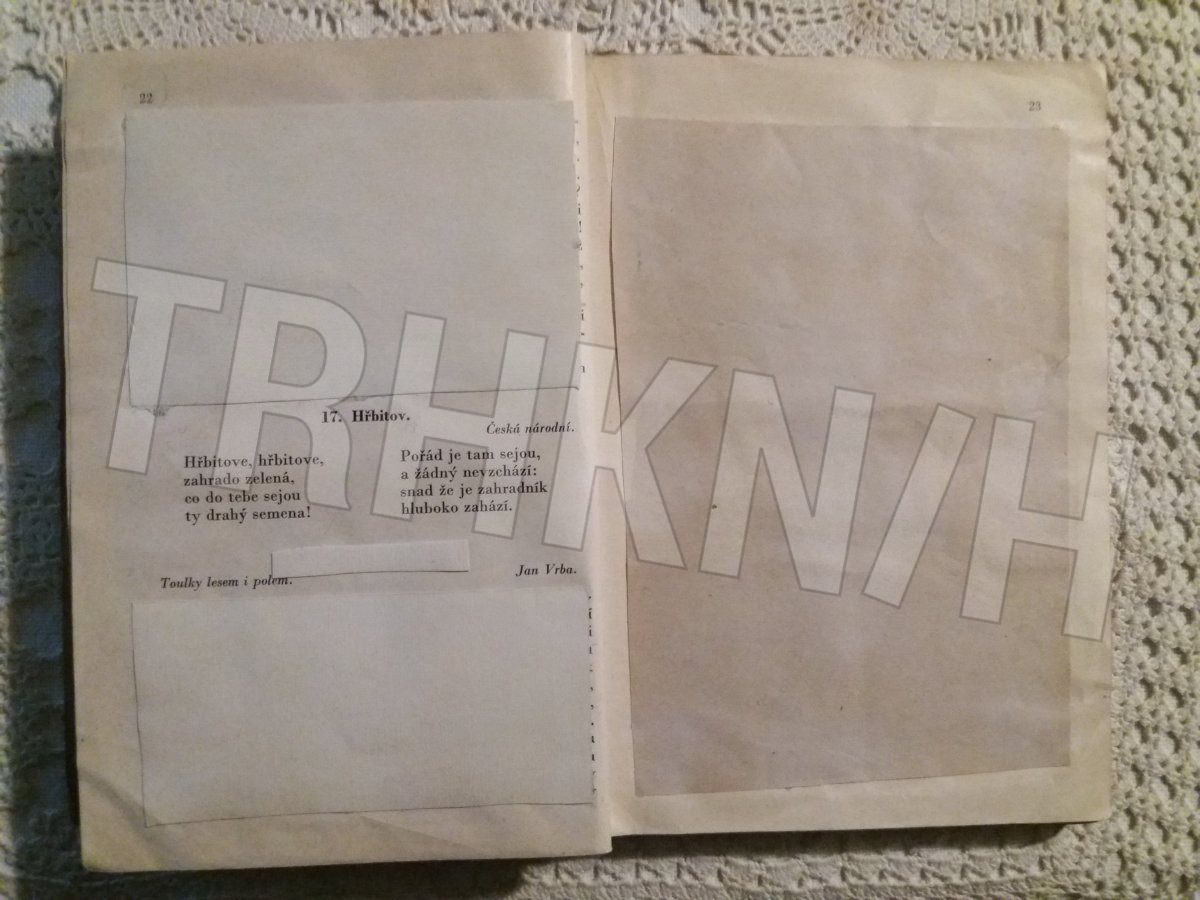 22
17. Hřbitov.
Česká národní.
Hřbitove, hřbitove,
zahrado zelená,
co do tebe sejou
ty drahý semena!
Pořád je tam sejou,
a žádný nevzchází:
snad že je zahradník
hluboko zahází.
Jan Vrba.
Toulky lesem i polem.
23
TRHKNIH